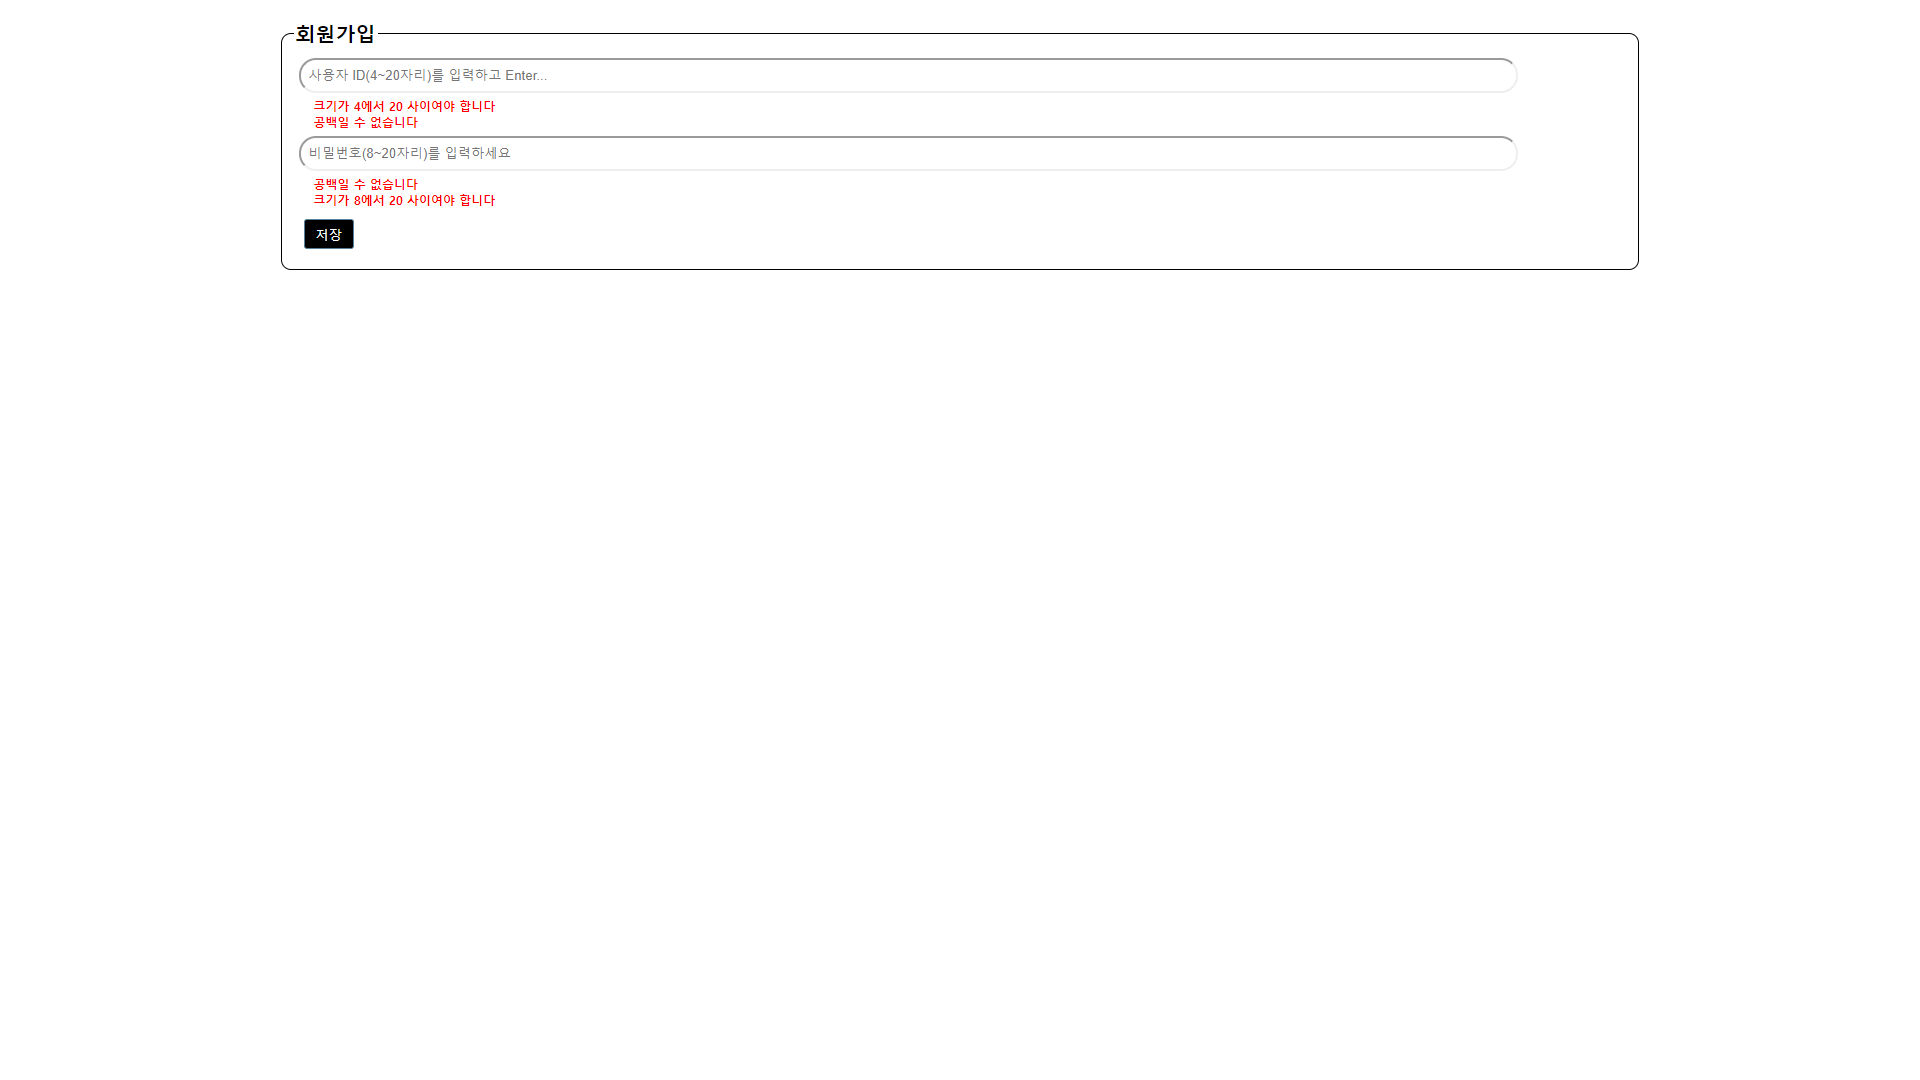 회원가입
사용자 ID(4~20자리)를 입력하고 Enter...
크기가 4에서 20 사이여야 합니다
공백일 수 없습니다
비밀번호(8~20자리)를 입력하세요
공백일 수 없습니다
크기가 8에서 20 사이여야 합니다
저장